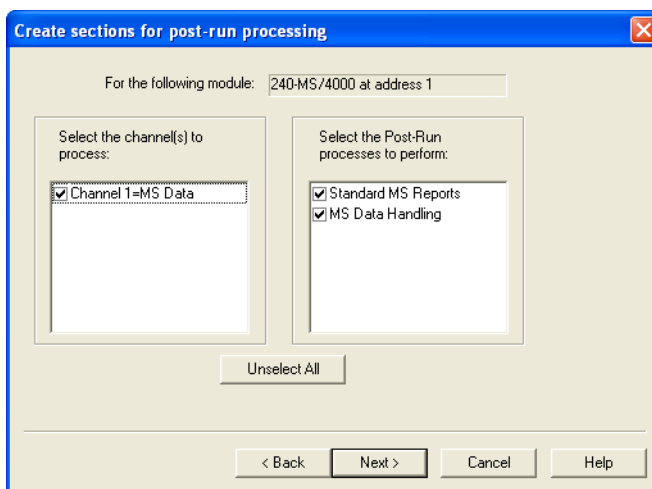 Create sections for post-run processing
For the following module: 240-MS/4000 at address 1
Select the channel(s) to
process:
Channel 1=MS Data
Select the Post-Run
processes to perform:
Standard MS Reports
MS Data Handling
Unselect All
< Back
Next >
Cancel
Help